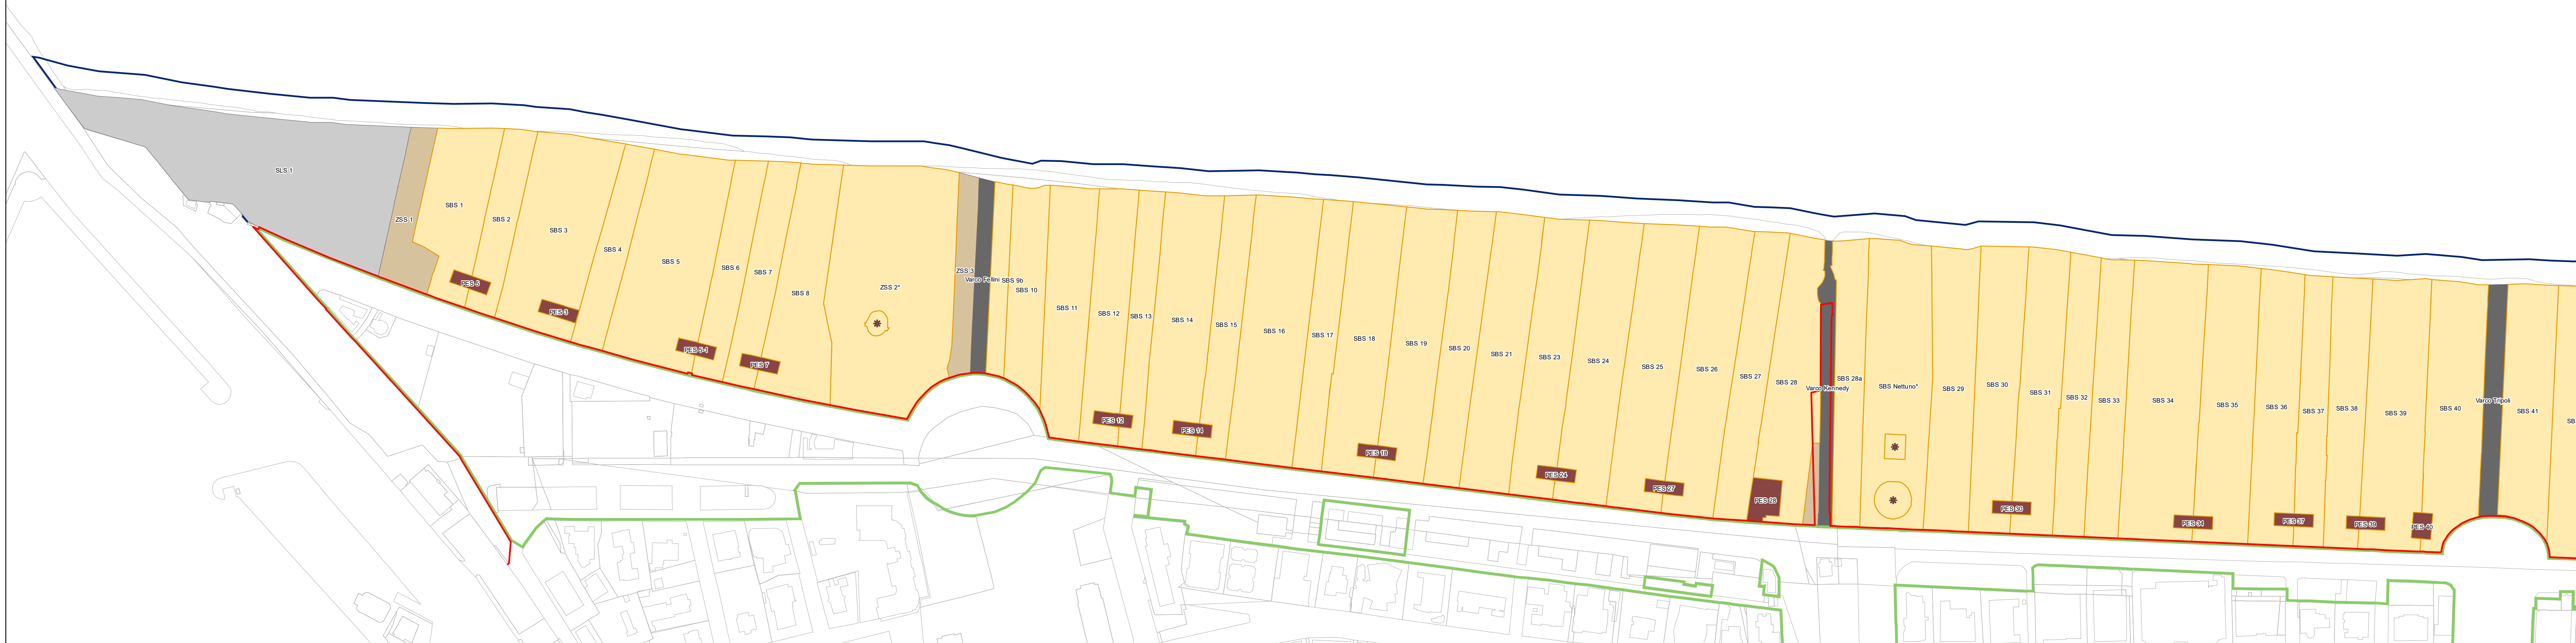 SLS 1
ZSS 1
SBS 1
SBS 2
SBS 3
SBS 4
SBS 5
SBS 6
SBS 7
SBS 8
ZSS 2*
ZSS 3
Varco Fellini
SBS 9b
SBS 10
SBS 11
SBS 12
SBS 13
SBS 14
SBS 15
SBS 16
SBS 17
SBS 18
SBS 19
SBS 20
SBS 21
SBS 23
SBS 24
SBS 25
SBS 26
SBS 27
SBS 28
Varco Kennedy
SBS 28a
SBS Nettuno*
SBS 29
SBS 30
SBS 31
SBS 32
SBS 33
SBS 34
SBS 35
SBS 36
SBS 37
SBS 38
SBS 39
SBS 40
Varco Tripoli
SBS 41
SB
PES 5
PES 3
PES 5-1
PES 7
PES 12
PES 14
PES 18
PES 24
PES 27
PES 28
PES 30
PES 34
PES 37
PES 39
PES 40